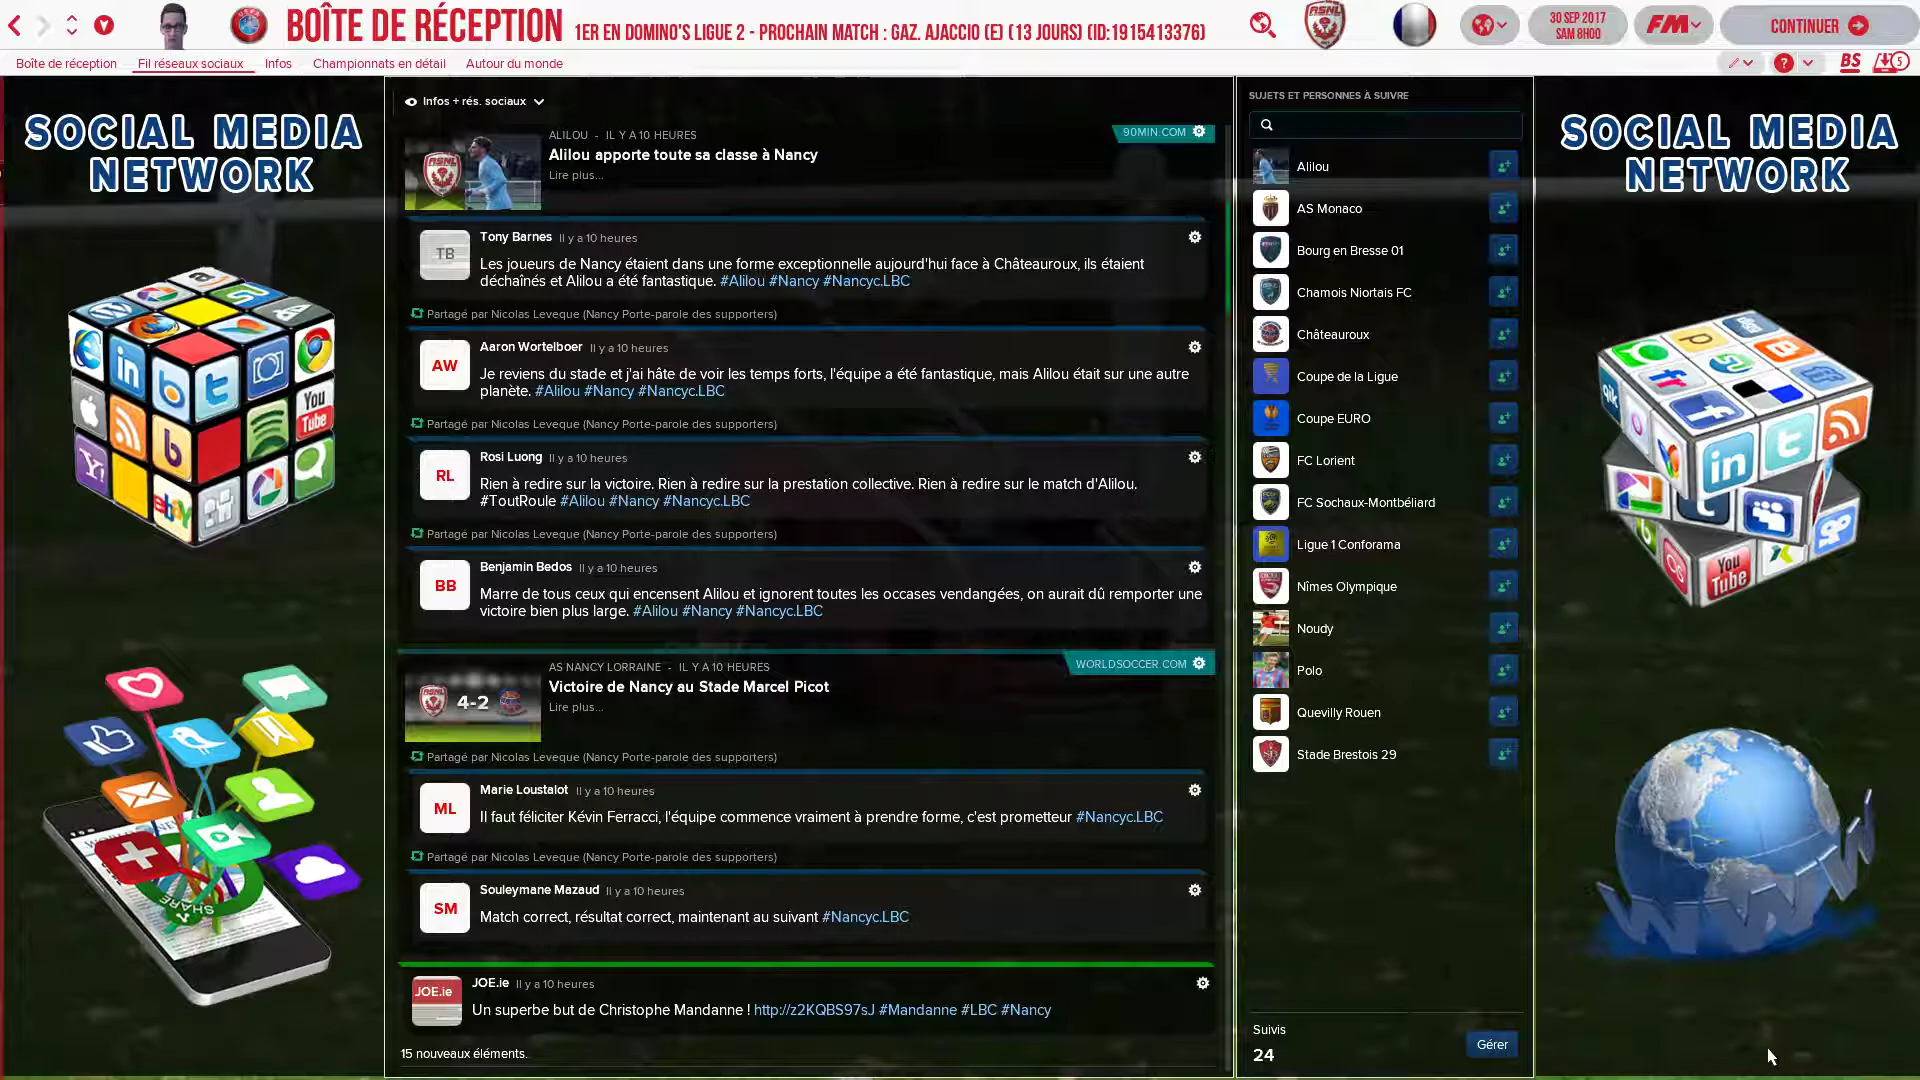 BOÎTE DE RÉCEPTION
1ER EN DOMINO'S LIGUE 2 - PROCHAIN MATCH : GAZ. AJACCIO (E) (13 JOURS) (ID:1915413376)
30 SEP 2017
SAM 8H00
FM
CONTINUER
Boîte de réception
Fil réseaux sociaux
Infos
Championnats en détail
Autour du monde
?
BS
5
SOCIAL MEDIA
NETWORK
Infos + rés. sociaux
ALILOU - IL Y A 10 HEURES
90MIN.COM
Alilou apporte toute sa classe à Nancy
Lire plus...
TB
Tony Barnes Il y a 10 heures
Les joueurs de Nancy étaient dans une forme exceptionnelle aujourd'hui face à Châteauroux, ils étaient
déchaînés et Alilou a été fantastique. #Alilou #Nancy #Nancyc.LBC
Partagé par Nicolas Leveque (Nancy Porte-parole des supporters)
AW
Aaron Wortelboer Il y a 10 heures
Je reviens du stade et j'ai hâte de voir les temps forts, l'équipe a été fantastique, mais Alilou était sur une autre
planète. #Alilou #Nancy #Nancyc.LBC
Partagé par Nicolas Leveque (Nancy Porte-parole des supporters)
RL
Rosi Luong Il y a 10 heures
Rien à redire sur la victoire. Rien à redire sur la prestation collective. Rien à redire sur le match d'Alilou.
#ToutRoule #Alilou #Nancy #Nancyc.LBC
Partagé par Nicolas Leveque (Nancy Porte-parole des supporters)
BB
Benjamin Bedos Il y a 10 heures
Marre de tous ceux qui encensent Alilou et ignorent toutes les occases vendangées, on aurait dû remporter une
victoire bien plus large. #Alilou #Nancy #Nancyc.LBC
AS NANCY LORRAINE - IL Y A 10 HEURES
WORLDSOCCER.COM
4-2
Victoire de Nancy au Stade Marcel Picot
Lire plus...
Partagé par Nicolas Leveque (Nancy Porte-parole des supporters)
ML
Marie Loustalot Il y a 10 heures
Il faut féliciter Kévin Ferracci, l'équipe commence vraiment à prendre forme, c'est prometteur #Nancyc.LBC
Partagé par Nicolas Leveque (Nancy Porte-parole des supporters)
SM
Souleymane Mazaud Il y a 10 heures
Match correct, résultat correct, maintenant au suivant #Nancyc.LBC
JOE.ie
JOE.ie Il y a 10 heures
Un superbe but de Christophe Mandanne ! http://z2KQBS97sJ #Mandanne #LBC #Nancy
15 nouveaux éléments.
SUJETS ET PERSONNES À SUIVRE
Alilou
AS Monaco
Bourg en Bresse 01
Chamois Niortais FC
Châteauroux
Coupe de la Ligue
Coupe EURO
FC Lorient
FC Sochaux-Montbéliard
Ligue 1 Conforama
Nîmes Olympique
Noudy
Polo
Quevilly Rouen
Stade Brestois 29
Suivis
24
Gérer
SOCIAL MEDIA
NETWORK
You
Tube
ebay
SHARE
in
You
Tube
WWW